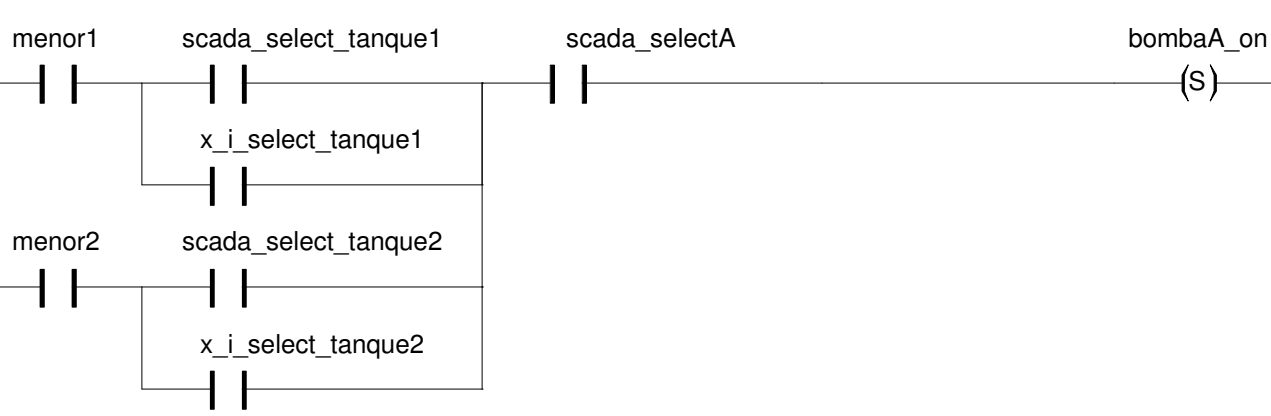 menor1 scada_select_tanque1 scada_selectA bombaA_on
S
x_i_select_tanque1
menor2 scada_select_tanque2
x_i_select_tanque2